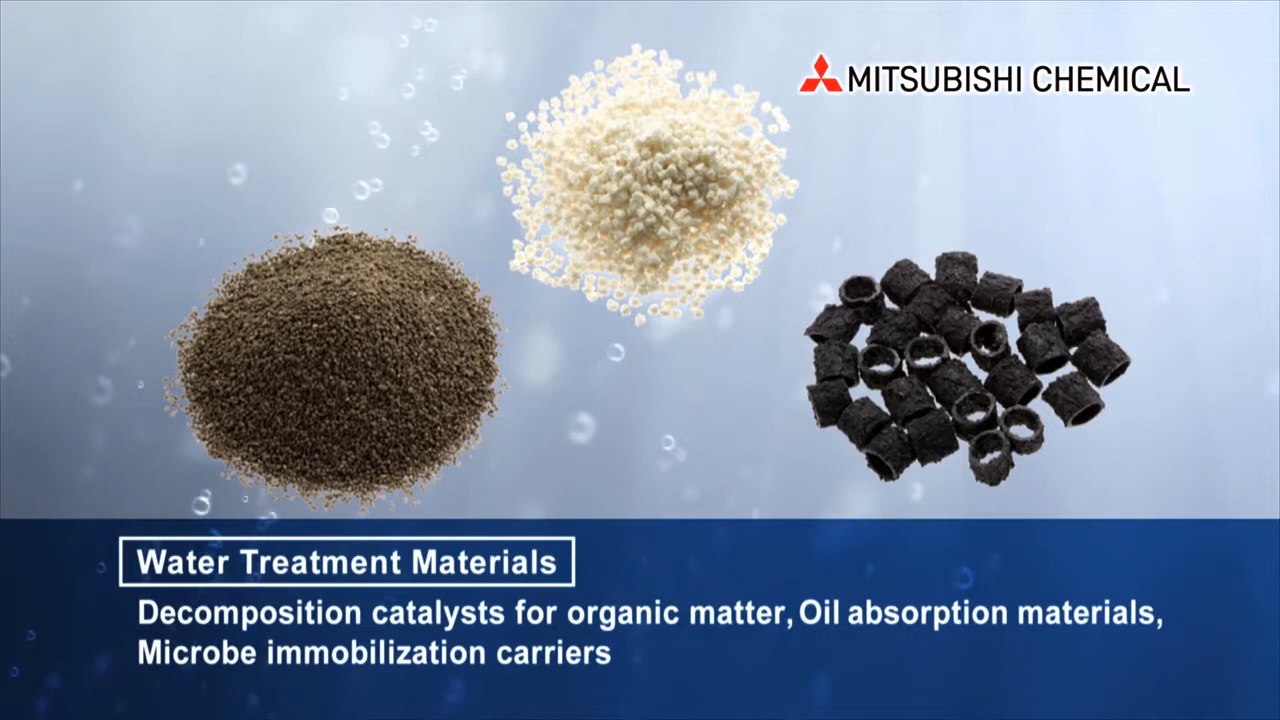 MITSUBISHI CHEMICAL
Water Treatment Materials
Decomposition catalysts for organic matter, Oil absorption materials,
Microbe immobilization carriers